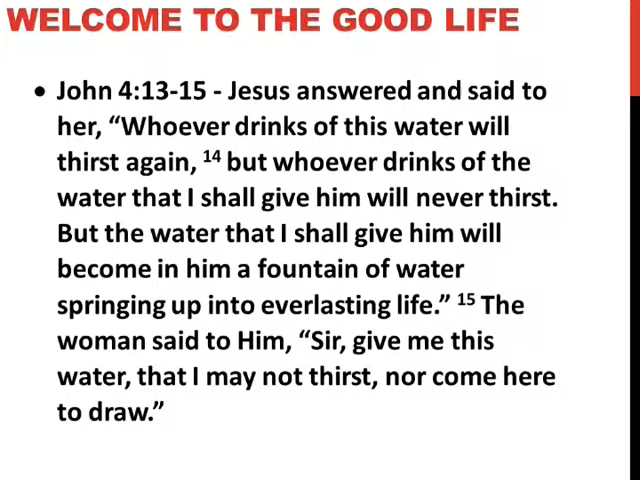 WELCOME TO THE GOOD LIFE
• John 4:13-15 - Jesus answered and said to
her, “Whoever drinks of this water will
thirst again, 14 but whoever drinks of the
water that I shall give him will never thirst.
But the water that I shall give him will
become in him a fountain of water
springing up into everlasting life.” 15 The
woman said to Him, “Sir, give me this
water, that I may not thirst, nor come here
to draw.”